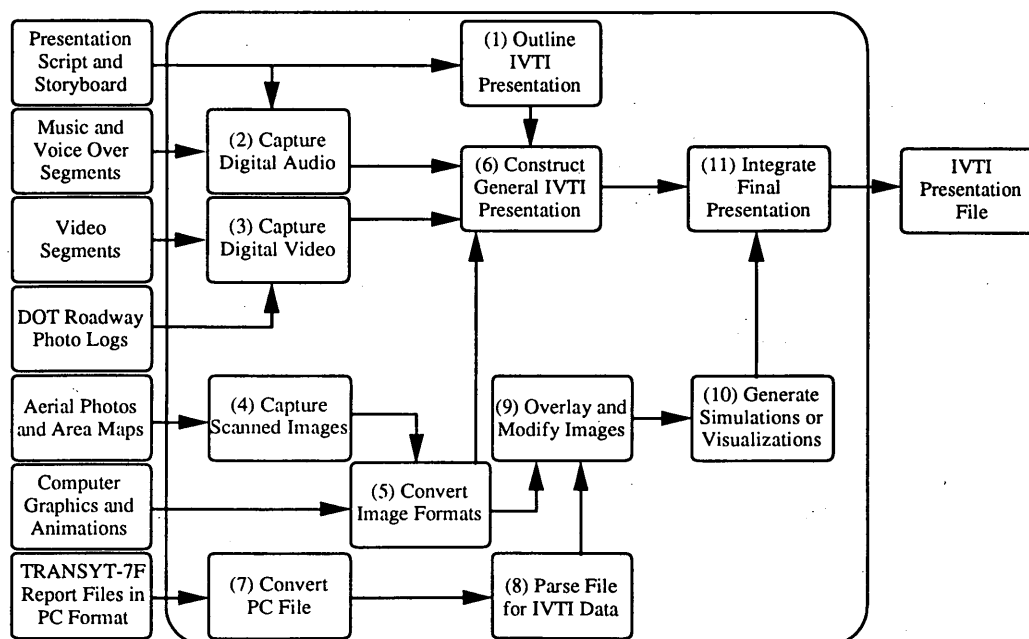 Presentation
Script and
Storyboard
Music and
Voice Over
Segments
Video
Segments
DOT Roadway
Photo Logs
Aerial Photos
and Area Maps
Computer
Graphics and
Animations
TRANSYT-7F
Report Files in
PC Format
(1) Outline
IVTI
Presentation
(2) Capture
Digital Audio
(3) Capture
Digital Video
(4) Capture
Scanned Images
(5) Convert
Image Formats
(6) Construct
General IVTI
Presentation
(7) Convert
PC File
(8) Parse File
for IVTI Data
(9) Overlay and
Modify Images
(10) Generate
Simulations or
Visualizations
(11) Integrate
Final
Presentation
IVTI
Presentation
File